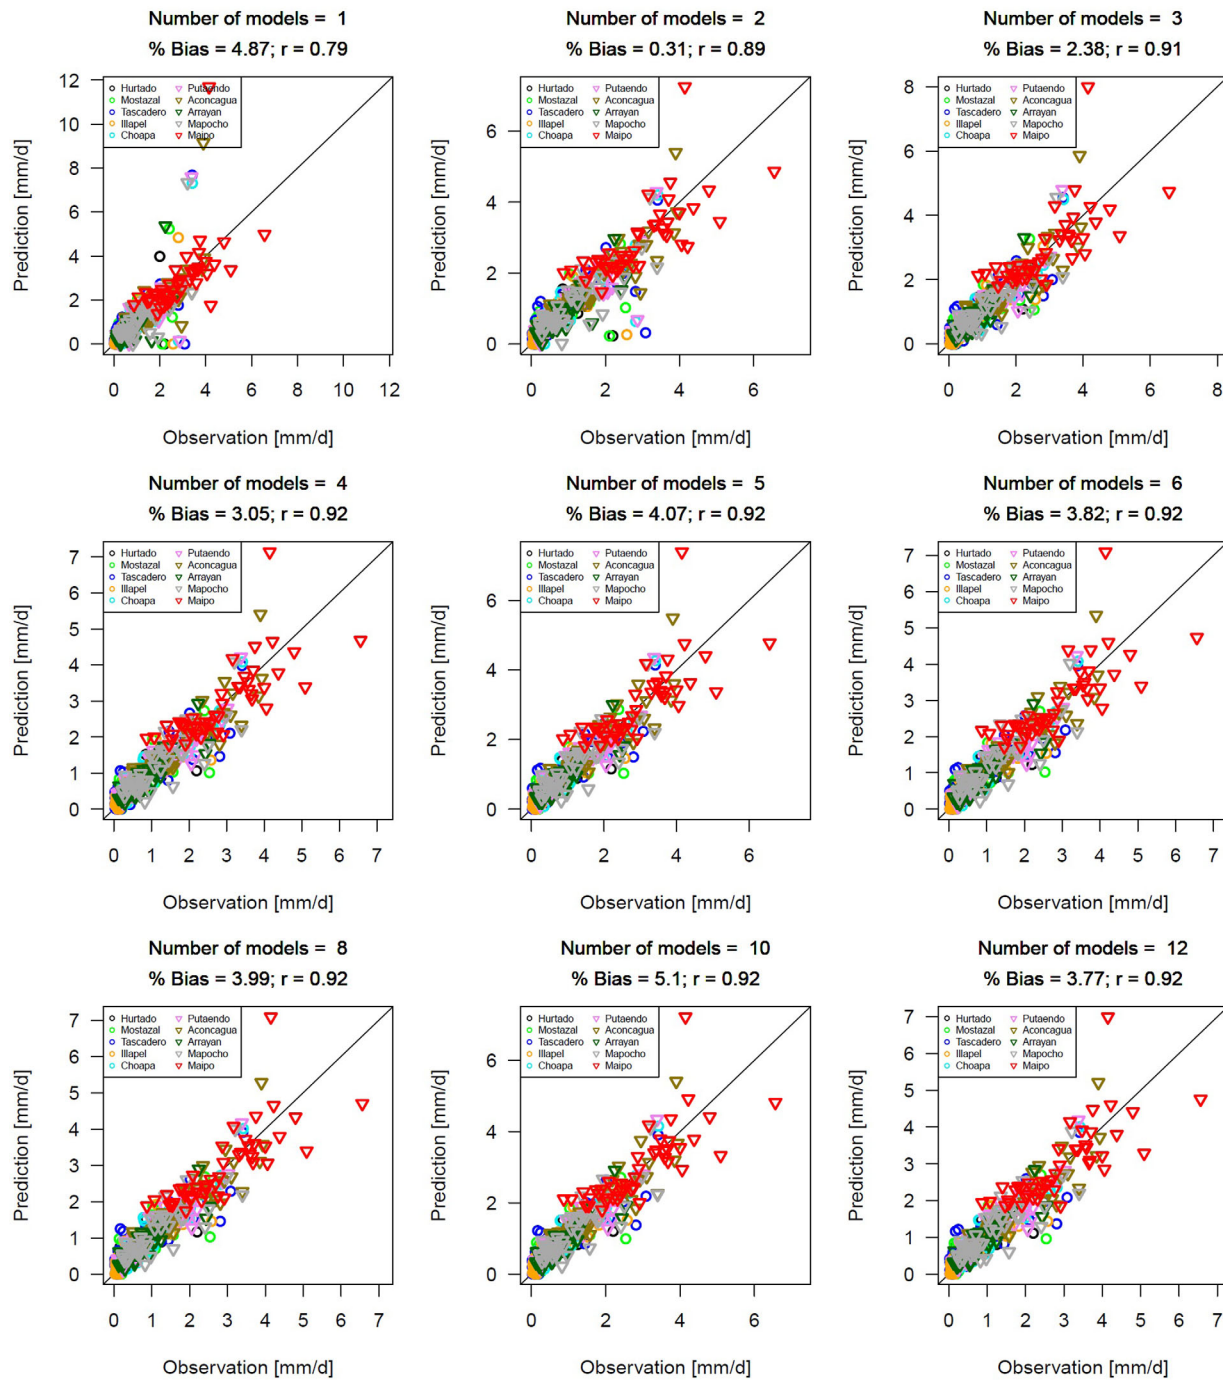 Number of models = 1
% Bias = 4.87; r = 0.79
Prediction [mm/d]
12
10
8
6
4
2
0
Hurtado Putaendo
Mostazal Aconcagua
Tascadero Arrayan
Illapel Mapocho
Choapa Maipo
0 2 4 6 8 10 12
Observation [mm/d]
Number of models = 2
% Bias = 0.31; r = 0.89
Prediction [mm/d]
6
4
2
0
Hurtado Putaendo
Mostazal Aconcagua
Tascadero Arrayan
Illapel Mapocho
Choapa Maipo
0 2 4 6
Observation [mm/d]
Number of models = 3
% Bias = 2.38; r = 0.91
Prediction [mm/d]
8
6
4
2
0
Hurtado Putaendo
Mostazal Aconcagua
Tascadero Arrayan
Illapel Mapocho
Choapa Maipo
0 2 4 6 8
Observation [mm/d]
Number of models = 4
% Bias = 3.05; r = 0.92
Prediction [mm/d]
7
6
5
4
3
2
1
0
Hurtado Putaendo
Mostazal Aconcagua
Tascadero Arrayan
Illapel Mapocho
Choapa Maipo
0 1 2 3 4 5 6 7
Observation [mm/d]
Number of models = 5
% Bias = 4.07; r = 0.92
Prediction [mm/d]
6
4
2
0
Hurtado Putaendo
Mostazal Aconcagua
Tascadero Arrayan
Illapel Mapocho
Choapa Maipo
0 2 4 6
Observation [mm/d]
Number of models = 6
% Bias = 3.82; r = 0.92
Prediction [mm/d]
7
6
5
4
3
2
1
0
Hurtado Putaendo
Mostazal Aconcagua
Tascadero Arrayan
Illapel Mapocho
Choapa Maipo
0 1 2 3 4 5 6 7
Observation [mm/d]
Number of models = 8
% Bias = 3.99; r = 0.92
Prediction [mm/d]
7
6
5
4
3
2
1
0
Hurtado Putaendo
Mostazal Aconcagua
Tascadero Arrayan
Illapel Mapocho
Choapa Maipo
0 1 2 3 4 5 6 7
Observation [mm/d]
Number of models = 10
% Bias = 5.1; r = 0.92
Prediction [mm/d]
6
4
2
0
Hurtado Putaendo
Mostazal Aconcagua
Tascadero Arrayan
Illapel Mapocho
Choapa Maipo
0 2 4 6
Observation [mm/d]
Number of models = 12
% Bias = 3.77; r = 0.92
Prediction [mm/d]
7
6
5
4
3
2
1
0
Hurtado Putaendo
Mostazal Aconcagua
Tascadero Arrayan
Illapel Mapocho
Choapa Maipo
0 1 2 3 4 5 6 7
Observation [mm/d]